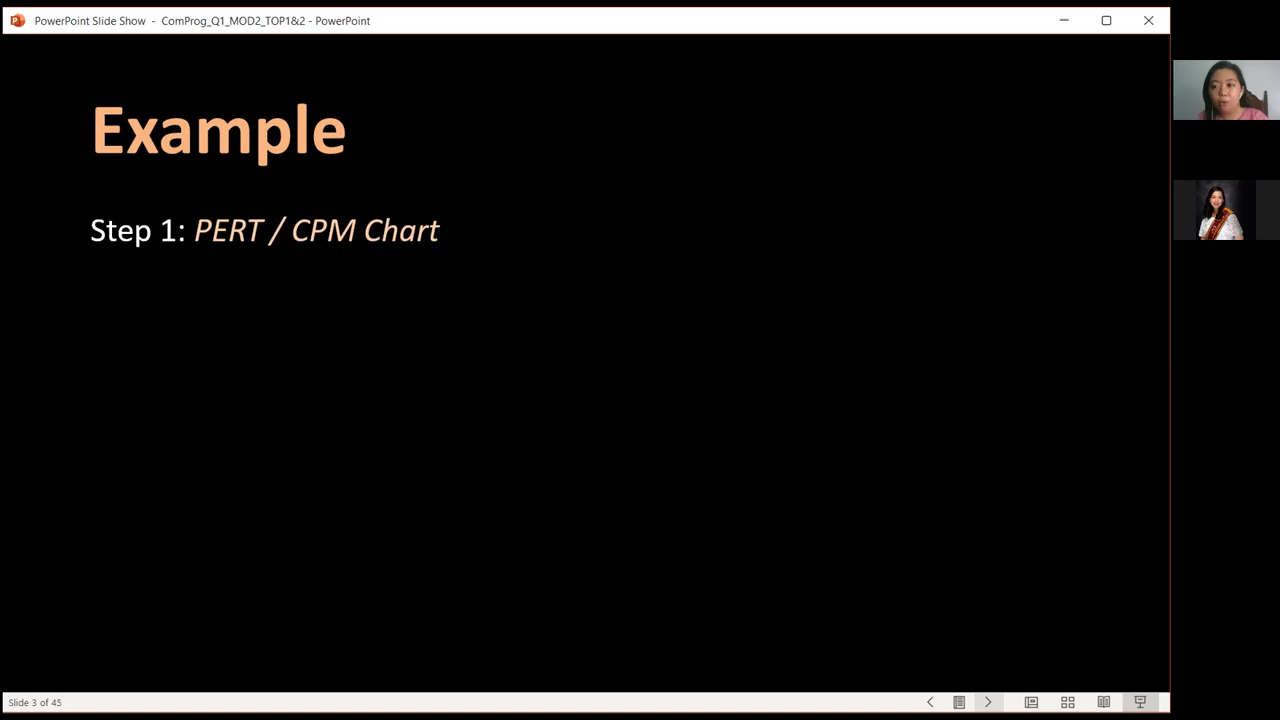 PowerPoint Slide Show - ComProg_Q1_MOD2_TOP1&2 - PowerPoint
Example
Step 1: PERT / CPM Chart
Slide 3 of 45